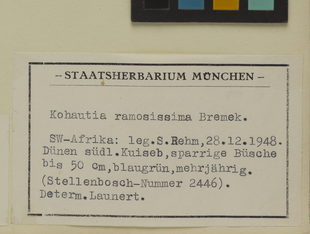 – STAATSHERBARIUM MÜNCHEN –
Kohautia ramosissima Bremek.
SW-Afrika: leg.S.Rehm,28.12.1948.
Dünen südl.Kuiseb,sparrige Büsche
bis 50 cm,blaugrün,mehrjährig.
(Stellenbosch-Nummer 2446).
Determ.Launert.